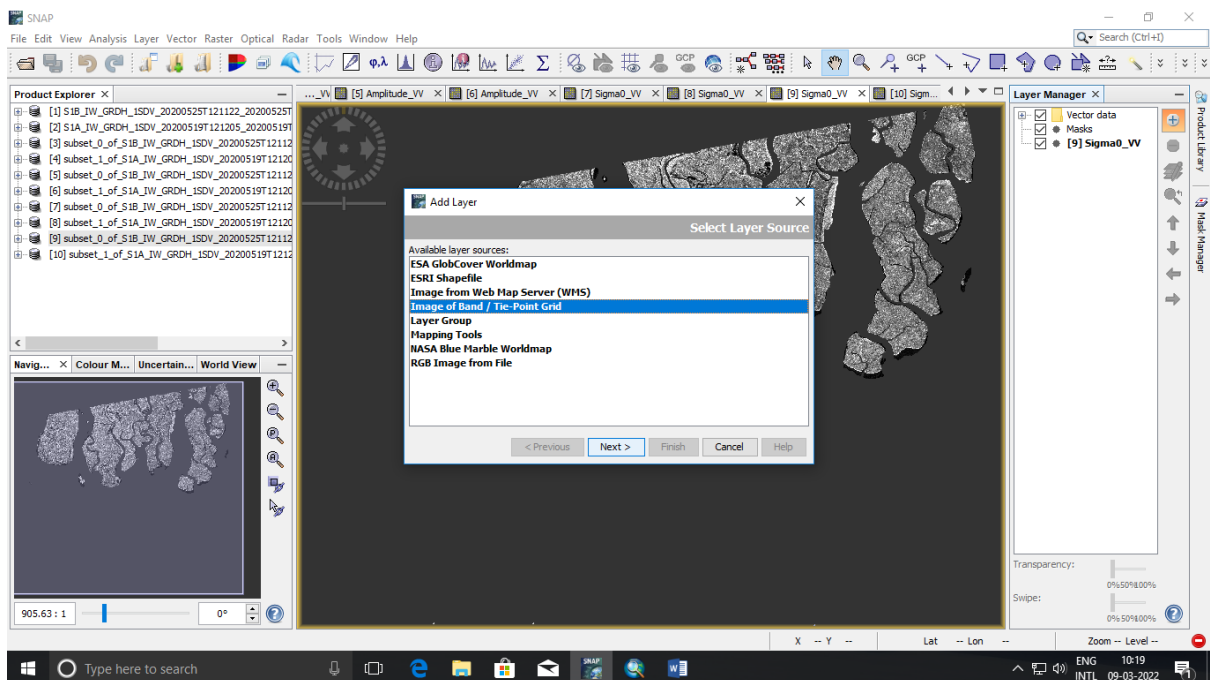 SNAP
File Edit View Analysis Layer Vector Raster Optical Radar Tools Window Help
Search (Ctrl+I)
φ,λ Σ GCP GCP
Product Explorer ×
..._VV [5] Amplitude_VV × [6] Amplitude_VV × [7] Sigma0_VV × [8] Sigma0_VV × [9] Sigma0_VV × [10] Sigm...
[1] S1B_IW_GRDH_1SDV_20200525T121122_20200525T
[2] S1A_IW_GRDH_1SDV_20200519T121205_20200519T
[3] subset_0_of_S1B_IW_GRDH_1SDV_20200525T12112
[4] subset_1_of_S1A_IW_GRDH_1SDV_20200519T12120
[5] subset_0_of_S1B_IW_GRDH_1SDV_20200525T12112
[6] subset_1_of_S1A_IW_GRDH_1SDV_20200519T12120
[7] subset_0_of_S1B_IW_GRDH_1SDV_20200525T12112
[8] subset_1_of_S1A_IW_GRDH_1SDV_20200519T12120
[9] subset_0_of_S1B_IW_GRDH_1SDV_20200525T12112
[10] subset_1_of_S1A_IW_GRDH_1SDV_20200519T1212
Navig... × Colour M... Uncertain... World View
905.63 : 1
0°
Add Layer
Select Layer Source
Available layer sources:
ESA GlobCover Worldmap
ESRI Shapefile
Image from Web Map Server (WMS)
Image of Band / Tie-Point Grid
Layer Group
Mapping Tools
NASA Blue Marble Worldmap
RGB Image from File
< Previous Next > Finish Cancel Help
Layer Manager ×
Vector data
Masks
[9] Sigma0_VV
Product Library
Mask Manager
Transparency:
0%50%100%
Swipe:
0%50%100%
X -- Y -- Lat -- Lon -- Zoom -- Level --
Type here to search
SNAP
ENG
INTL
10:19
09-03-2022
1